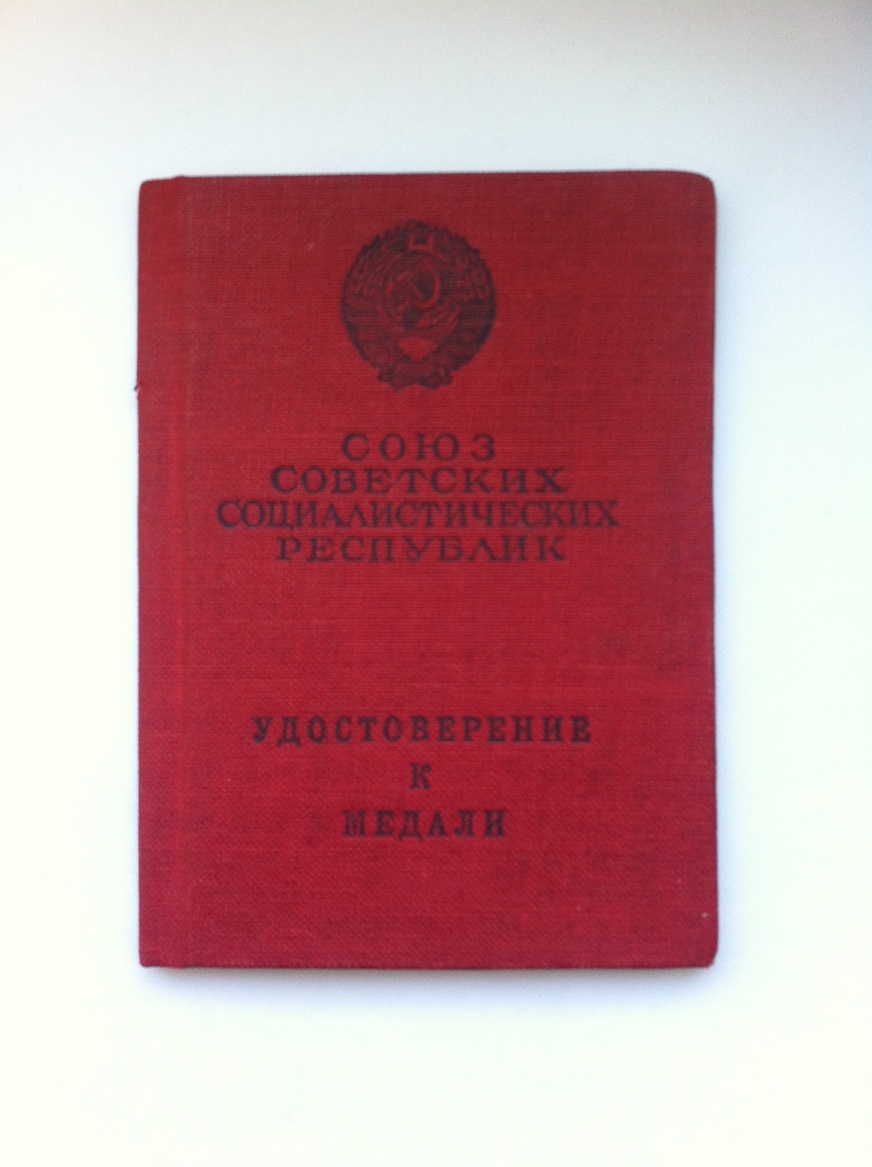 СОЮЗ
СОВЕТСКИХ
СОЦИАЛИСТИЧЕСКИХ
РЕСПУБЛИК
УДОСТОВЕРЕНИЕ
К
МЕДАЛИ